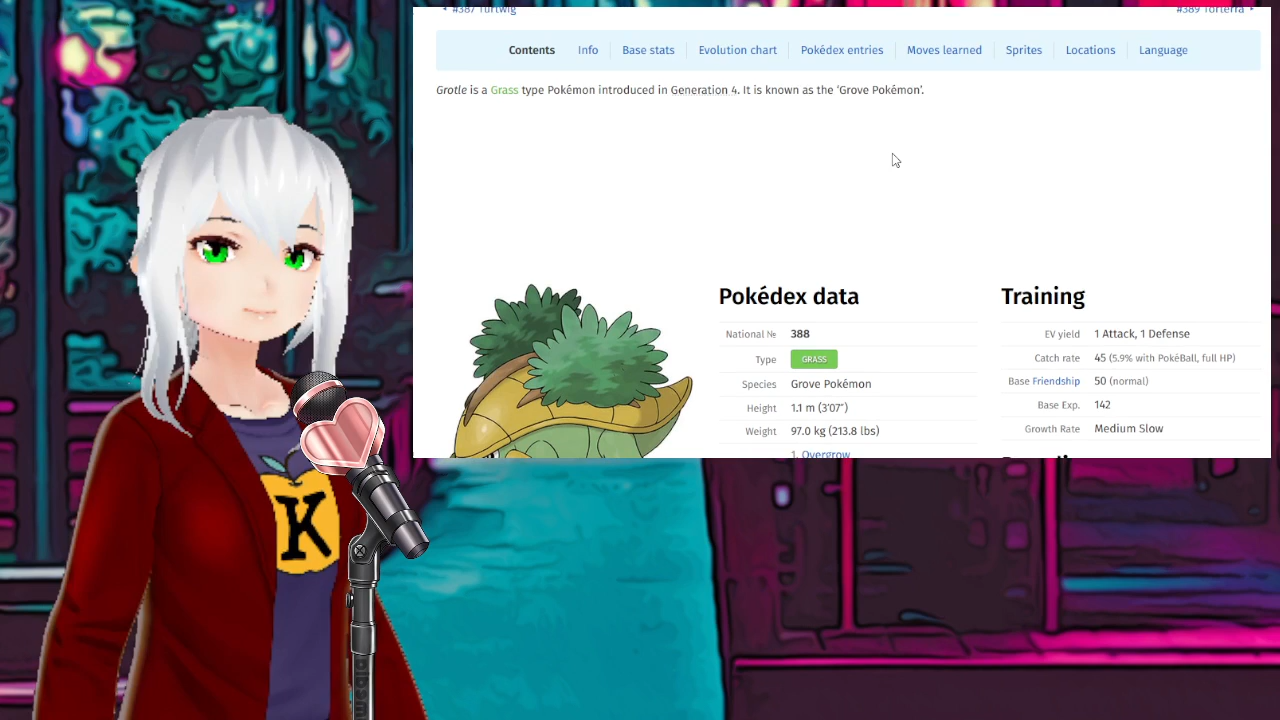 #387 Turtwig
#389 Torterra
Contents Info Base stats Evolution chart Pokédex entries Moves learned Sprites Locations Language
Grotle is a Grass type Pokémon introduced in Generation 4. It is known as the ‘Grove Pokémon’.
Pokédex data
National № 388
Type GRASS
Species Grove Pokémon
Height 1.1 m (3′07″)
Weight 97.0 kg (213.8 lbs)
1. Overgrow
Training
EV yield 1 Attack, 1 Defense
Catch rate 45 (5.9% with PokéBall, full HP)
Base Friendship 50 (normal)
Base Exp. 142
Growth Rate Medium Slow
K